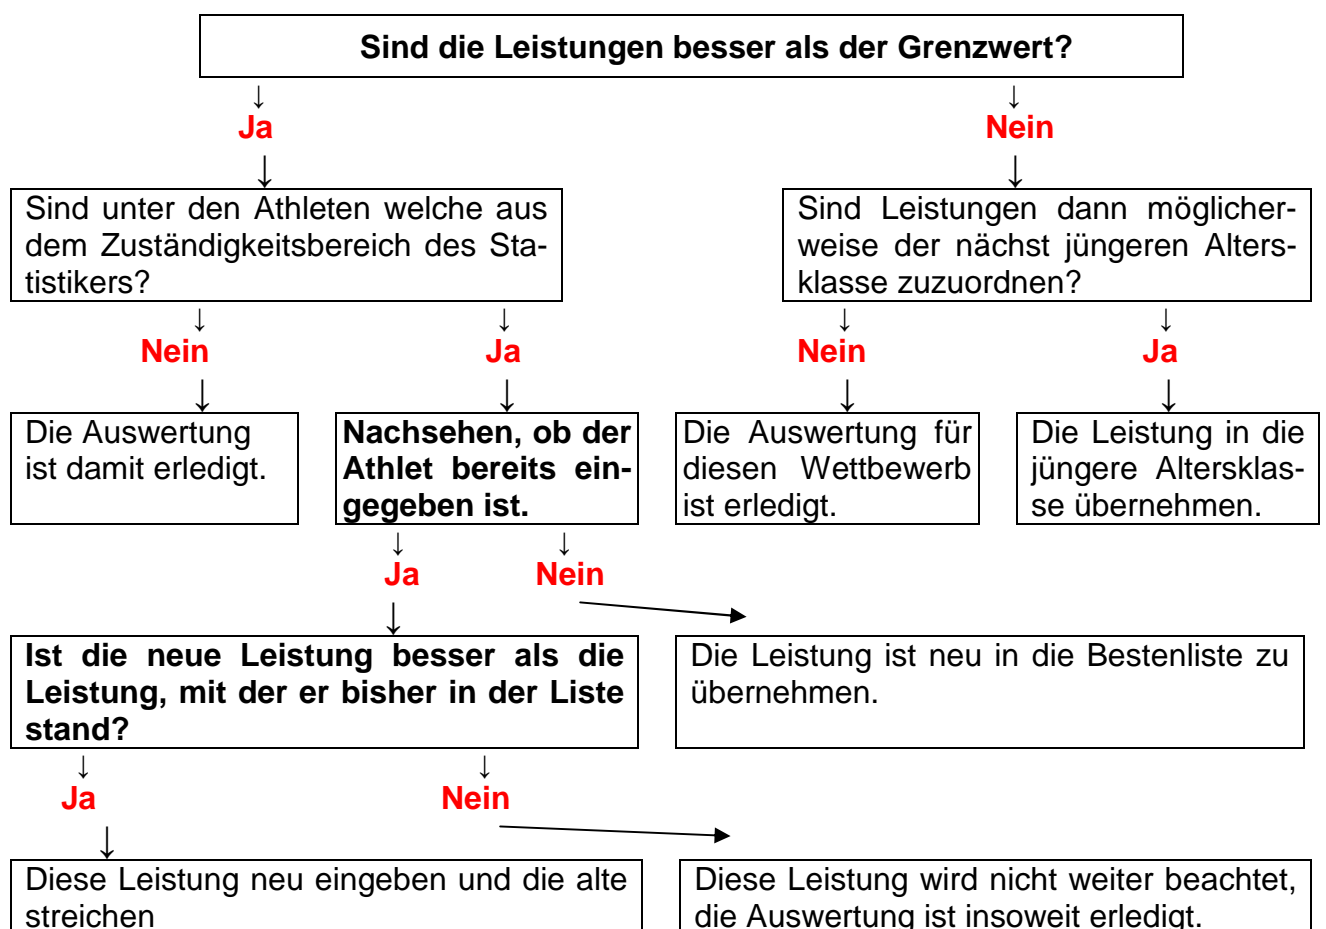 Sind die Leistungen besser als der Grenzwert?
↓ ↓
Ja Nein
↓ ↓
Sind unter den Athleten welche aus
dem Zuständigkeitsbereich des Sta-
tistikers?
Sind Leistungen dann möglicher-
weise der nächst jüngeren Alters-
klasse zuzuordnen?
↓ ↓ ↓ ↓
Nein Ja Nein Ja
↓ ↓ ↓ ↓
Die Auswertung
ist damit erledigt.
Nachsehen, ob der
Athlet bereits ein-
gegeben ist.
Die Auswertung für
diesen Wettbewerb
ist erledigt.
Die Leistung in die
jüngere Altersklas-
se übernehmen.
↓ ↓
Ja Nein
↓
Ist die neue Leistung besser als die
Leistung, mit der er bisher in der Liste
stand?
Die Leistung ist neu in die Bestenliste zu
übernehmen.
↓ ↓
Ja Nein
↓
Diese Leistung neu eingeben und die alte
streichen
Diese Leistung wird nicht weiter beachtet,
die Auswertung ist insoweit erledigt.